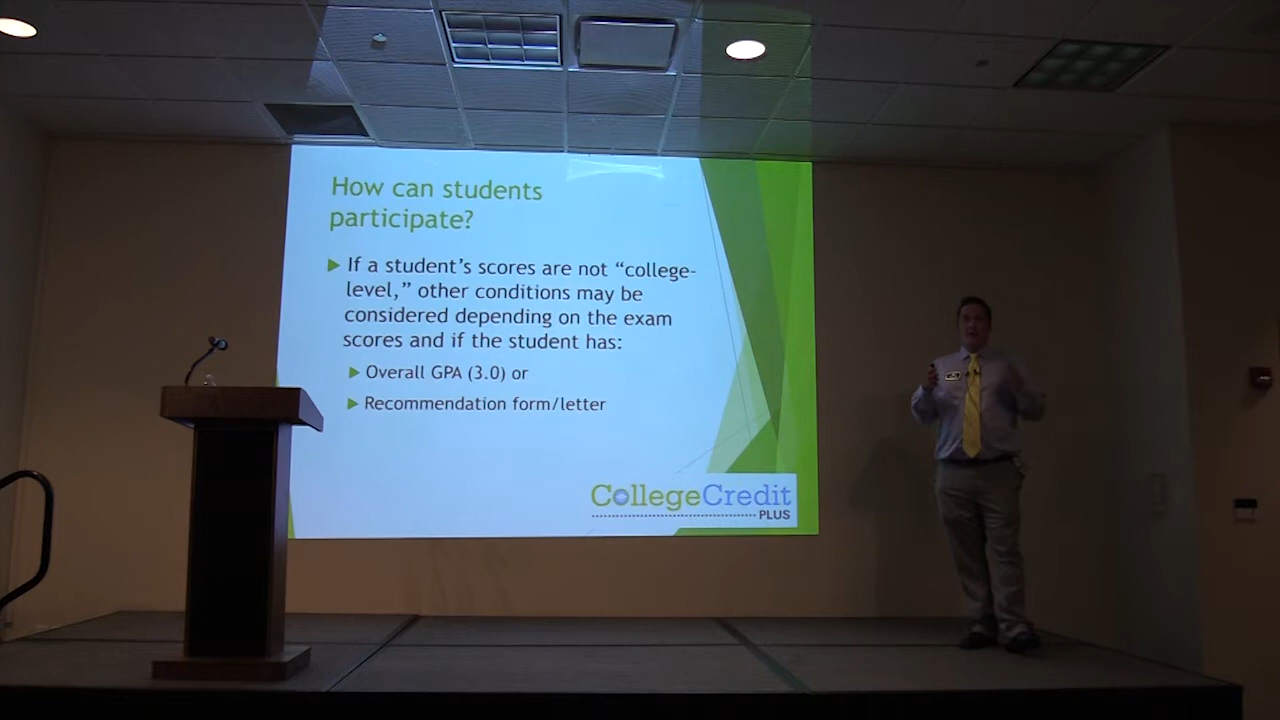 How can students
participate?
If a student's scores are not “college-
level,” other conditions may be
considered depending on the exam
scores and if the student has:
Overall GPA (3.0) or
Recommendation form/letter
CollegeCredit
PLUS